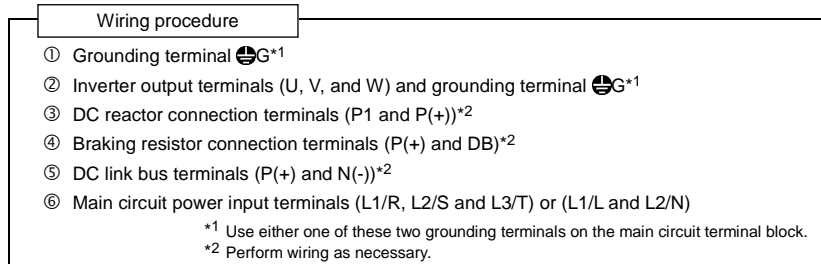 Wiring procedure
① Grounding terminal ⏚G*1
② Inverter output terminals (U, V, and W) and grounding terminal ⏚G*1
③ DC reactor connection terminals (P1 and P(+))*2
④ Braking resistor connection terminals (P(+) and DB)*2
⑤ DC link bus terminals (P(+) and N(-))*2
⑥ Main circuit power input terminals (L1/R, L2/S and L3/T) or (L1/L and L2/N)
*1 Use either one of these two grounding terminals on the main circuit terminal block.
*2 Perform wiring as necessary.